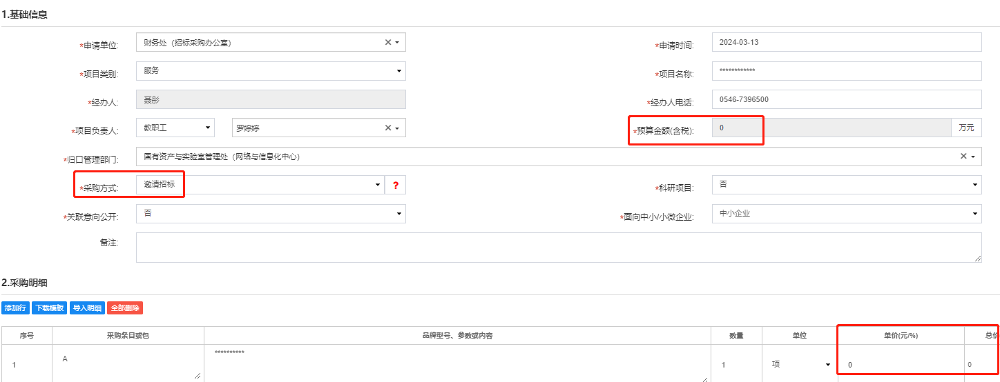 1.基础信息
*申请单位: 财务处（招标采购办公室） *申请时间: 2024-03-13
*项目类别: 服务 *项目名称: ************
*经办人: 聂彤 *经办人电话: 0546-7396500
*项目负责人: 教职工 罗婷婷 *预算金额(含税): 0 万元
*归口管理部门: 国有资产与实验室管理处（网络与信息化中心）
*采购方式: 邀请招标 ? *科研项目: 否
*关联意向公开: 否 *面向中小/小微企业: 中小企业
备注:
2.采购明细
添加行 下载模板 导入明细 全部删除
序号 采购条目或包 品牌型号、参数或内容 数量 单位 单价(元/%) 总价
1 A ********** 1 项 0 0